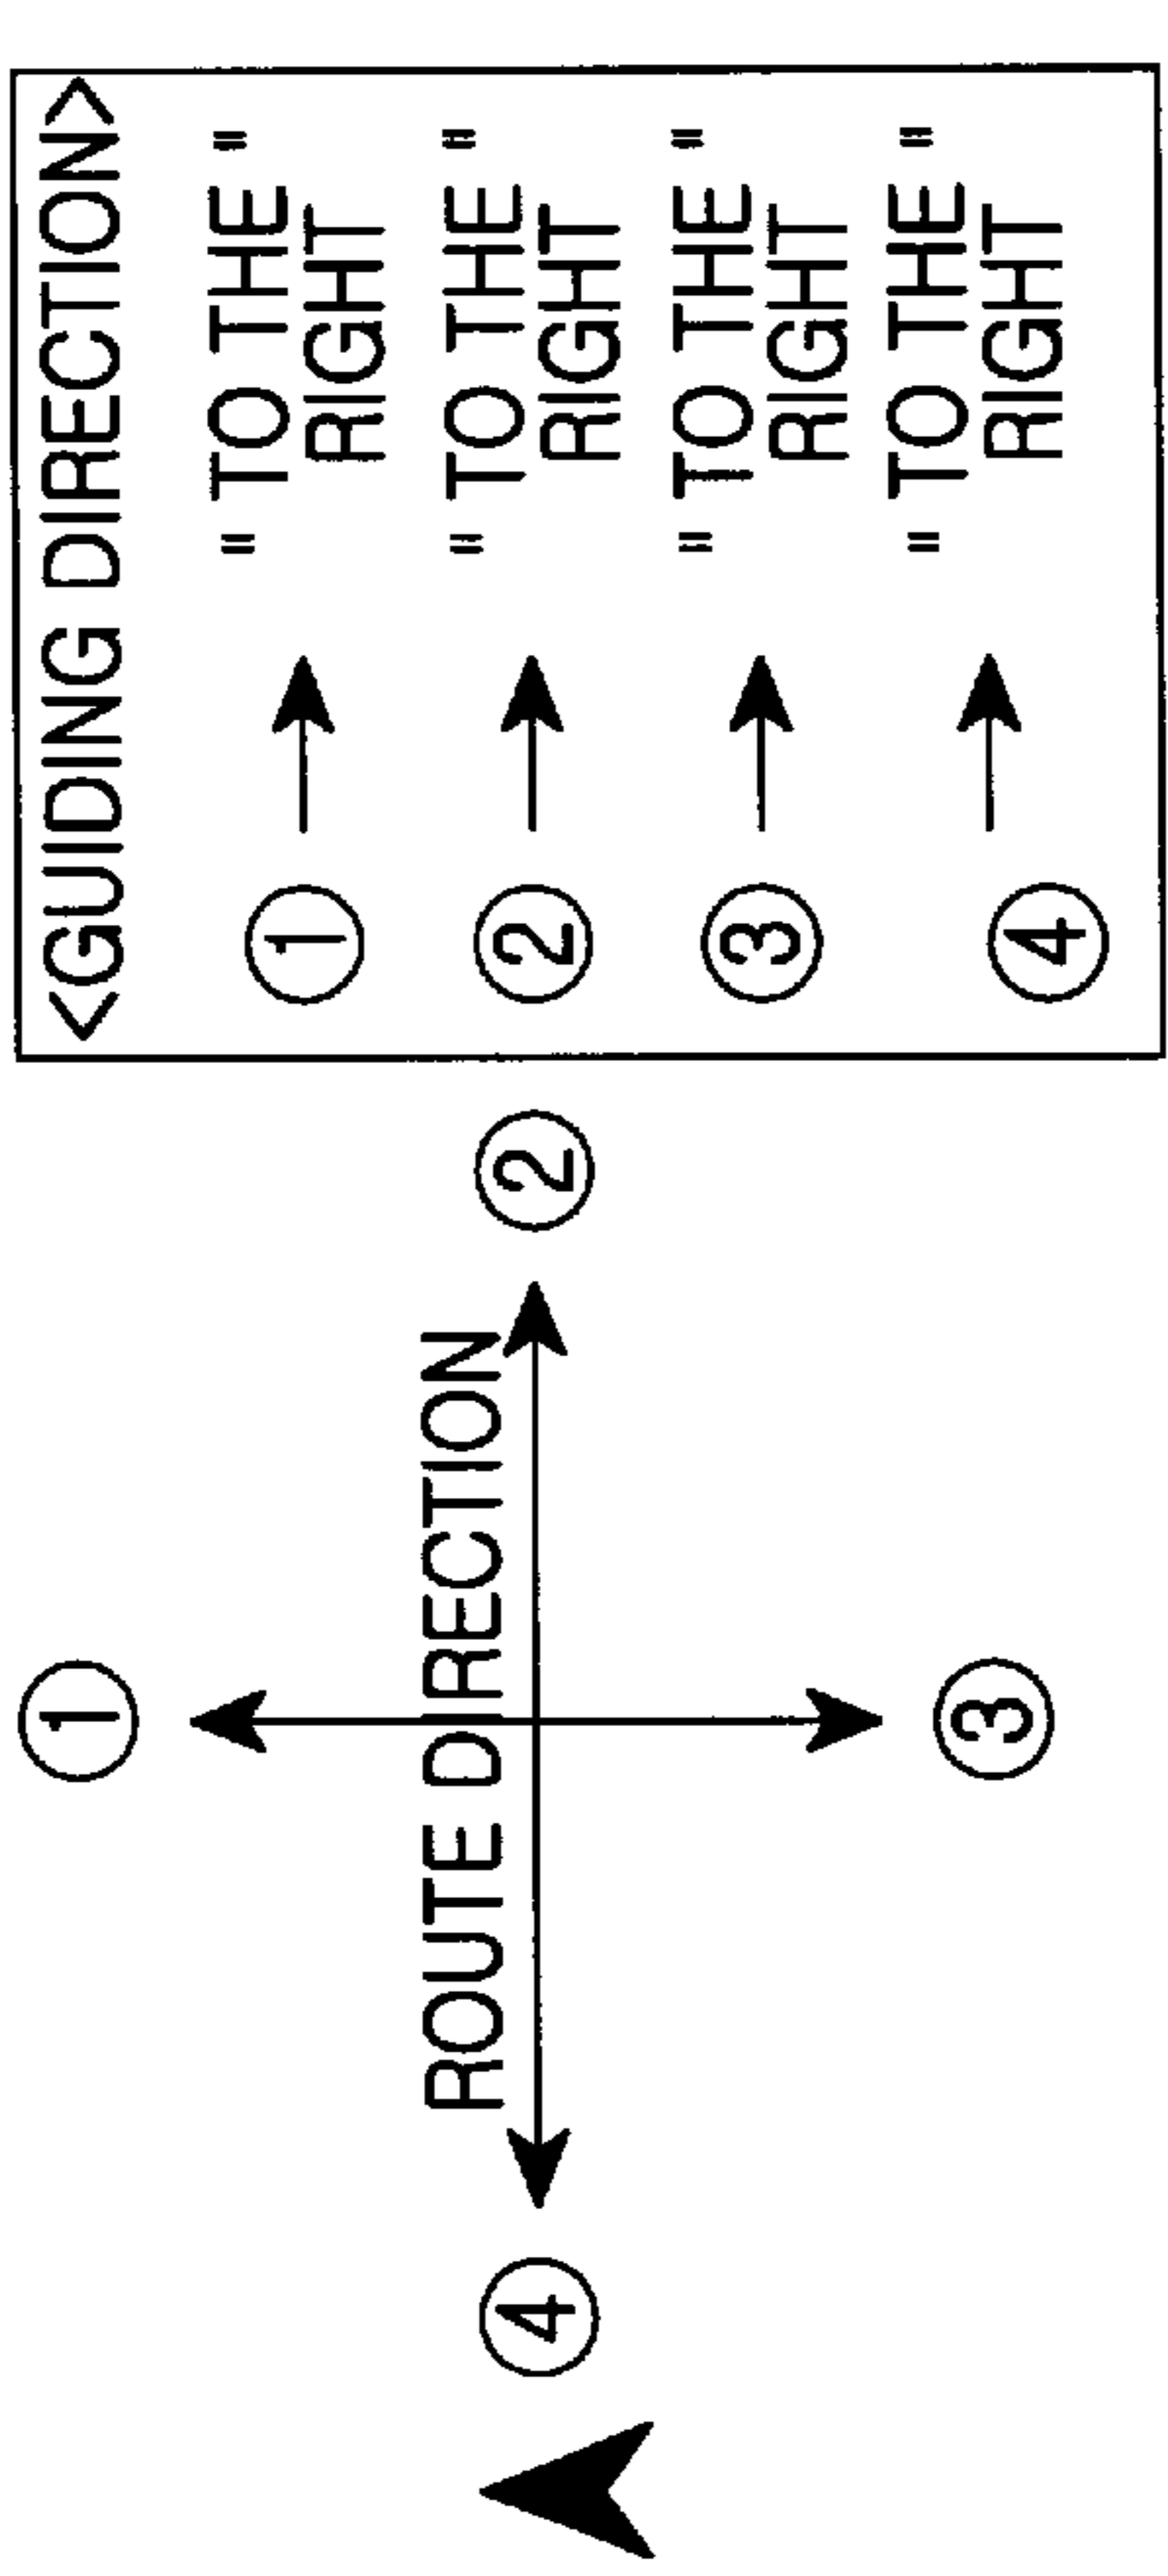 ①
④
ROUTE DIRECTION
②
③
<GUIDING DIRECTION>
① → " TO THE "
RIGHT
② → " TO THE "
RIGHT
③ → " TO THE "
RIGHT
④ → " TO THE "
RIGHT